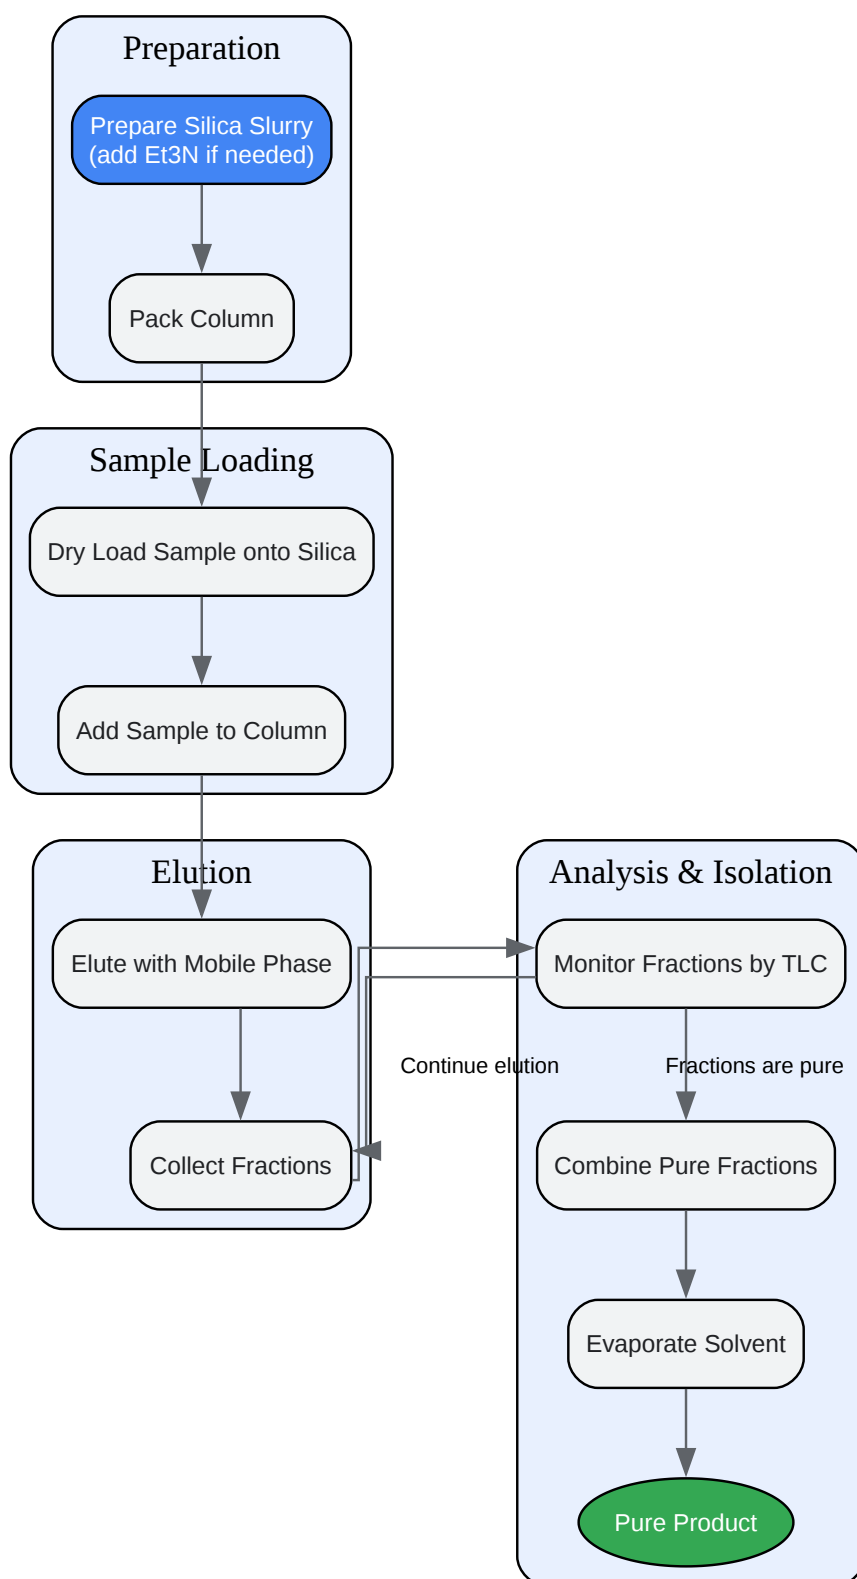 Preparation
Prepare Silica Slurry
(add Et3N if needed)
Pack Column
Sample Loading
Dry Load Sample onto Silica
Add Sample to Column
Elution
Elute with Mobile Phase
Collect Fractions
Continue elution
Analysis & Isolation
Monitor Fractions by TLC
Fractions are pure
Combine Pure Fractions
Evaporate Solvent
Pure Product